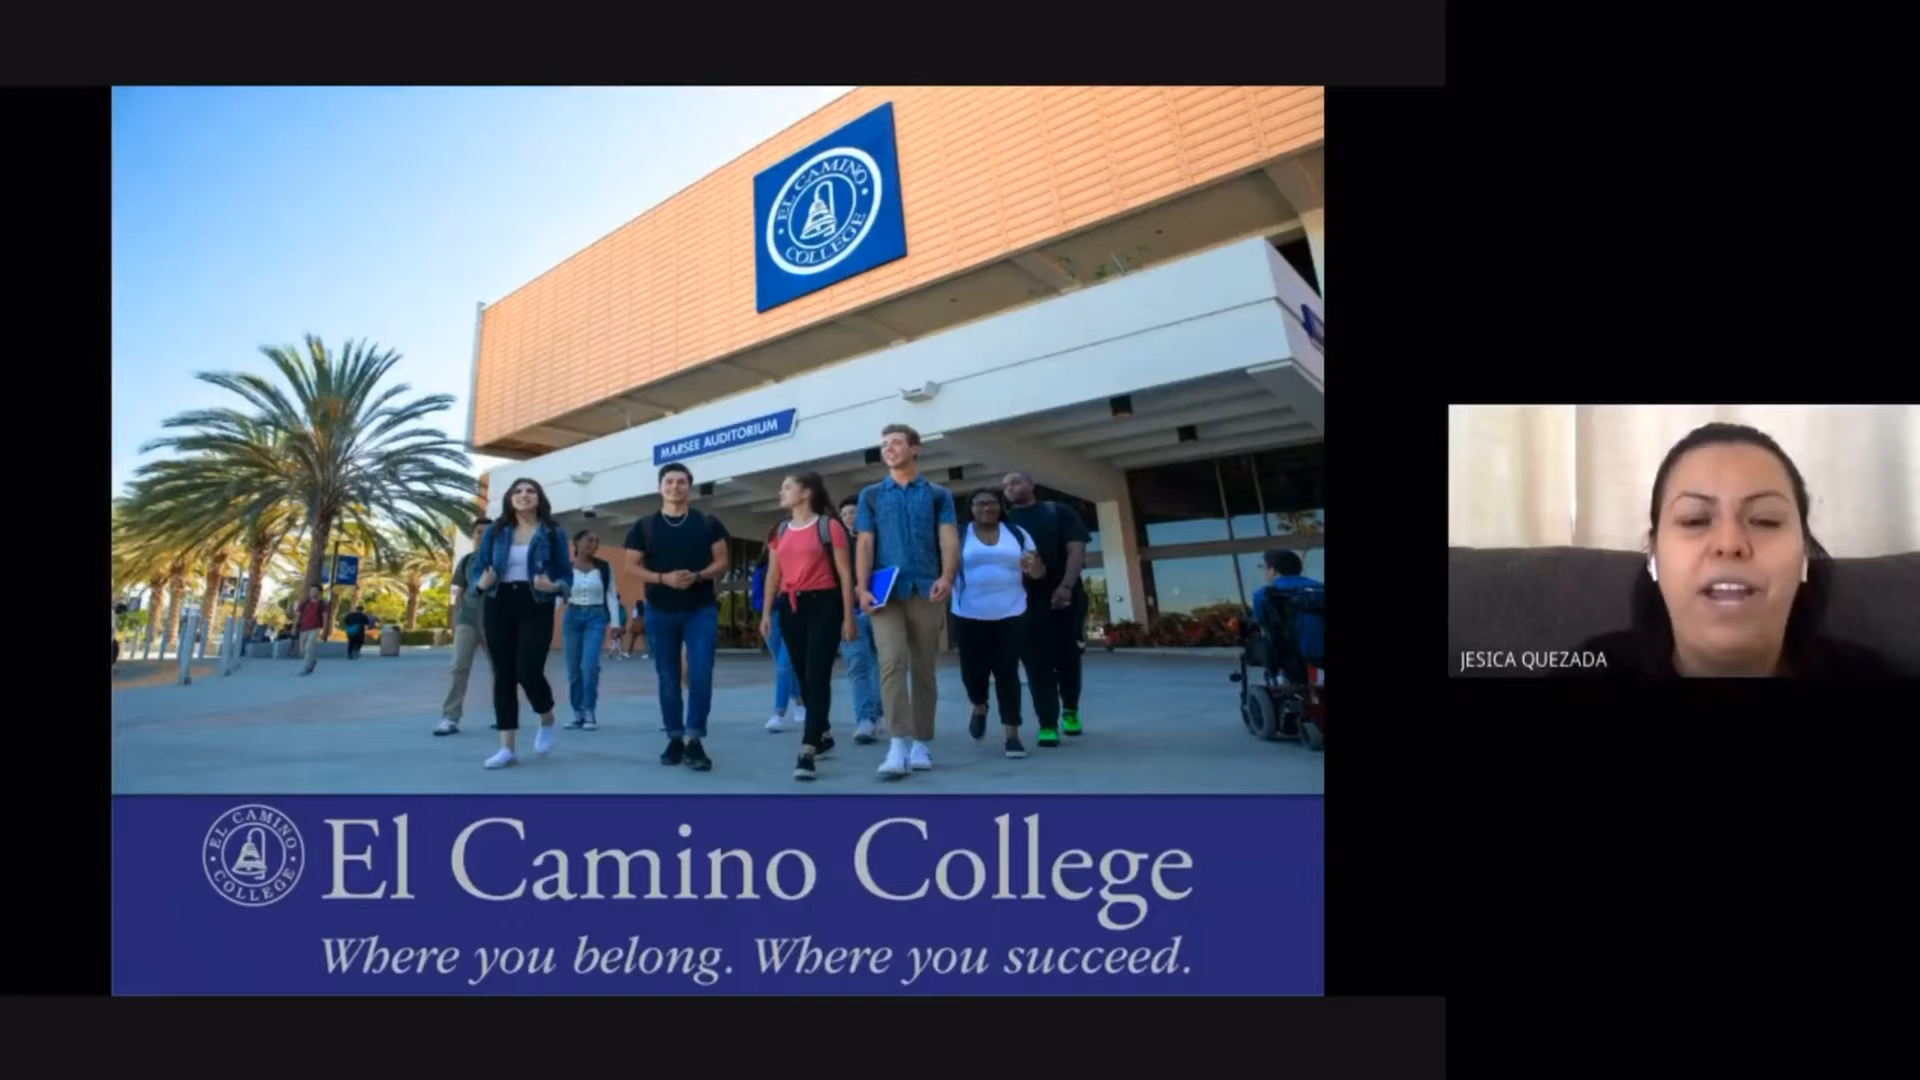 EL CAMINO
COLLEGE
MARSEE AUDITORIUM
EL CAMINO
COLLEGE
El Camino College
Where you belong. Where you succeed.
JESICA QUEZADA